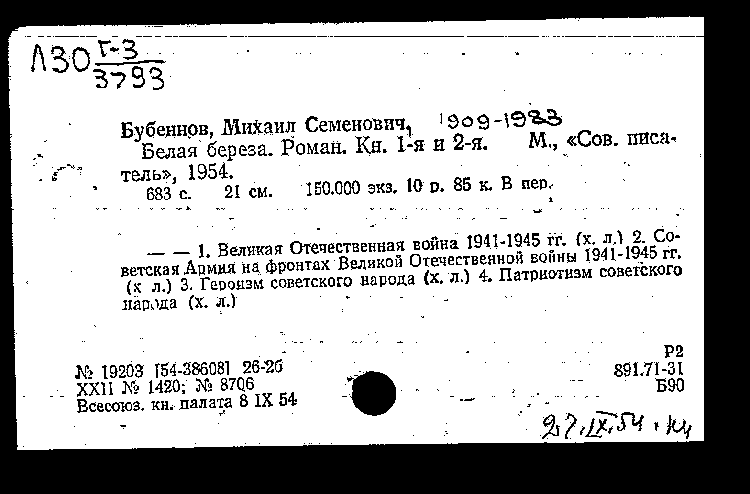 Л30 Г-3
3793
Бубеннов, Михаил Семенович, 1909-1983
Белая береза. Роман. Кн. 1-я и 2-я. М., «Сов. писа-
тель», 1954.
683 с. 21 см. 150.000 экз. 10 р. 85 к. В пер.
— — 1. Великая Отечественная война 1941-1945 гг. (х. л.) 2. Со-
ветская Армия на фронтах Великой Отечественной войны 1941-1945 гг.
(х л.) 3. Героизм советского народа (х. л.) 4. Патриотизм советского
народа (х. л.)
Р2
№ 19203 [54-38608] 26-26
891.71-31
XXII № 1420; № 8706
Б90
Всесоюз. кн. палата 8 IX 54
27.IX.54